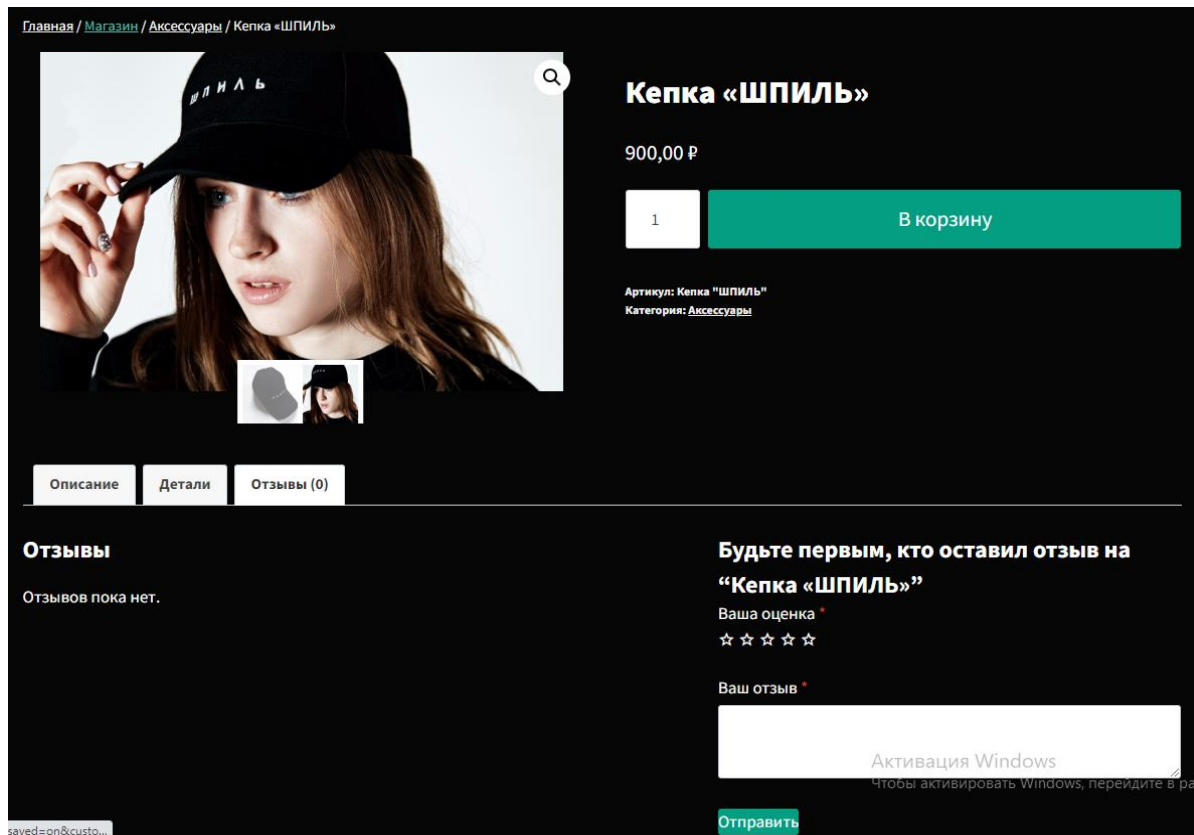 Главная / Магазин / Аксессуары / Кепка «ШПИЛЬ»
шпиль
Кепка «ШПИЛЬ»
900,00 ₽
1
В корзину
Артикул: Кепка "ШПИЛЬ"
Категория: Аксессуары
Описание
Детали
Отзывы (0)
Отзывы
Отзывов пока нет.
Будьте первым, кто оставил отзыв на
“Кепка «ШПИЛЬ»”
Ваша оценка *
Ваш отзыв *
Активация Windows
Чтобы активировать Windows, перейдите в ра
Отправить
saved=on&custo...